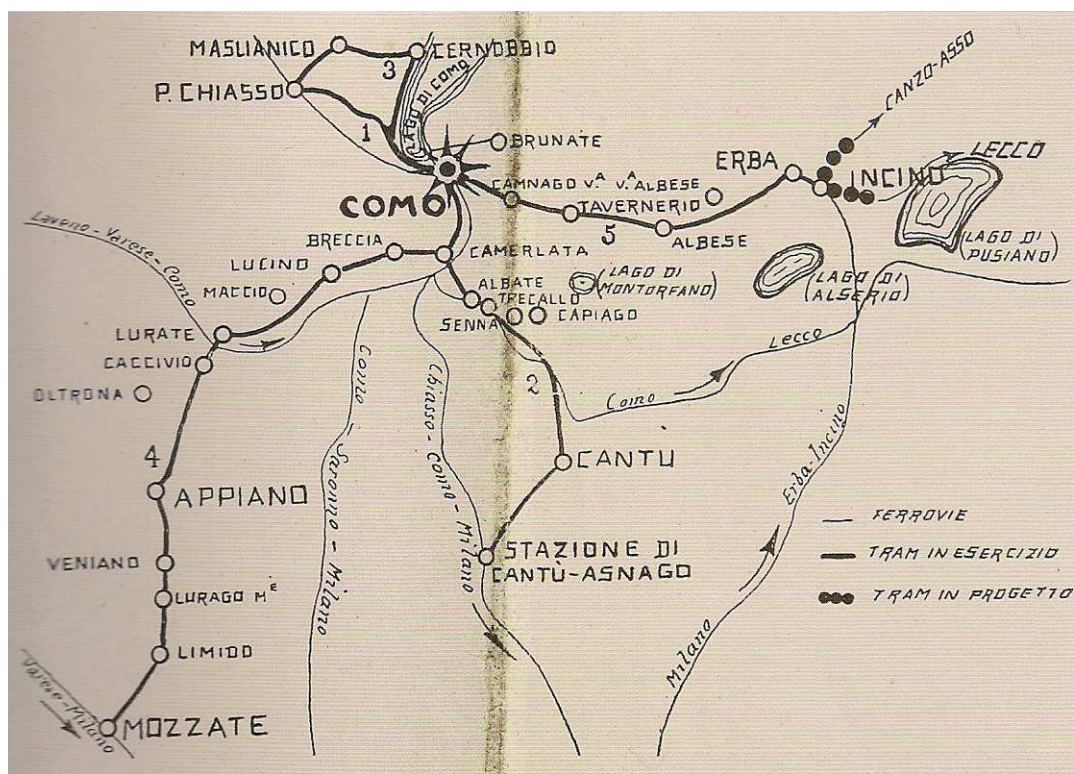 MASLIANICO
CERNOBBIO
3
P. CHIASSO
LAGO DI COMO
1
BRUNATE
CANZO-ASSO
ERBA
LECCO
INCINO
CAMNAGO V.A V.A ALBESE
COMO
TAVERNERIO
5
ALBESE
LAGO DI
PUSIANO
BRECCIA
CAMERLATA
Laveno-Varese-Como
LUCINO
MACCIO
ALBATE
TRECALLO
LAGO DI
MONTORFANO
LAGO DI
ALSERIO
SENNA
CAPIAGO
LURATE
CACCIVIO
OLTRONA
2
Como
Lecco
Como-Saronno-Milano
Chiasso-Como-Milano
4
CANTÙ
APPIANO
Milano
Erba-Incino
FERROVIE
STAZIONE DI
CANTÙ-ASNAGO
TRAM IN ESERCIZIO
VENIANO
TRAM IN PROGETTO
LURAGO ME
LIMIDO
Varese-Milano
MOZZATE